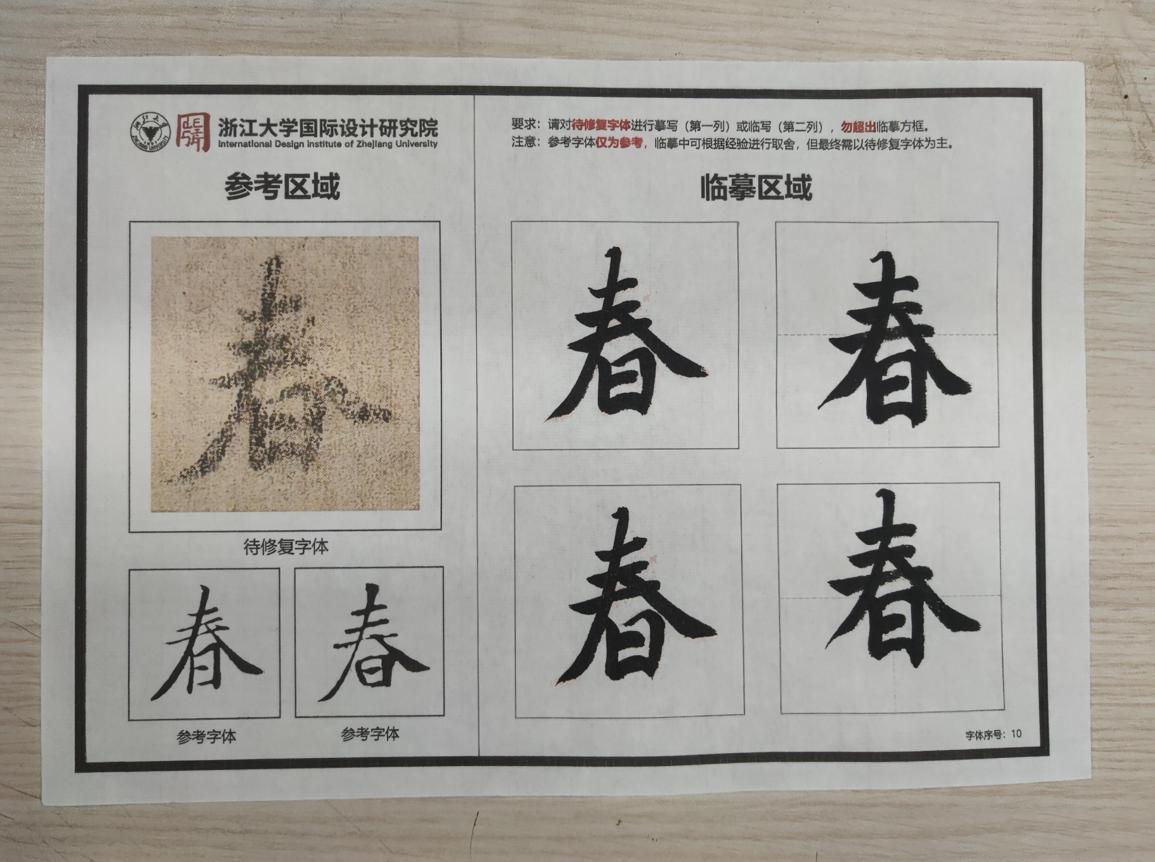 浙江大学国际设计研究院
International Design Institute of Zhejiang University
参考区域
春
待修复字体
春
春
参考字体
参考字体
要求：请对待修复字体进行摹写（第一列）或临写（第二列），勿超出临摹方框。
注意：参考字体仅为参考，临摹中可根据经验进行取舍，但最终需以待修复字体为主。
临摹区域
春
春
春
春
字体序号：10